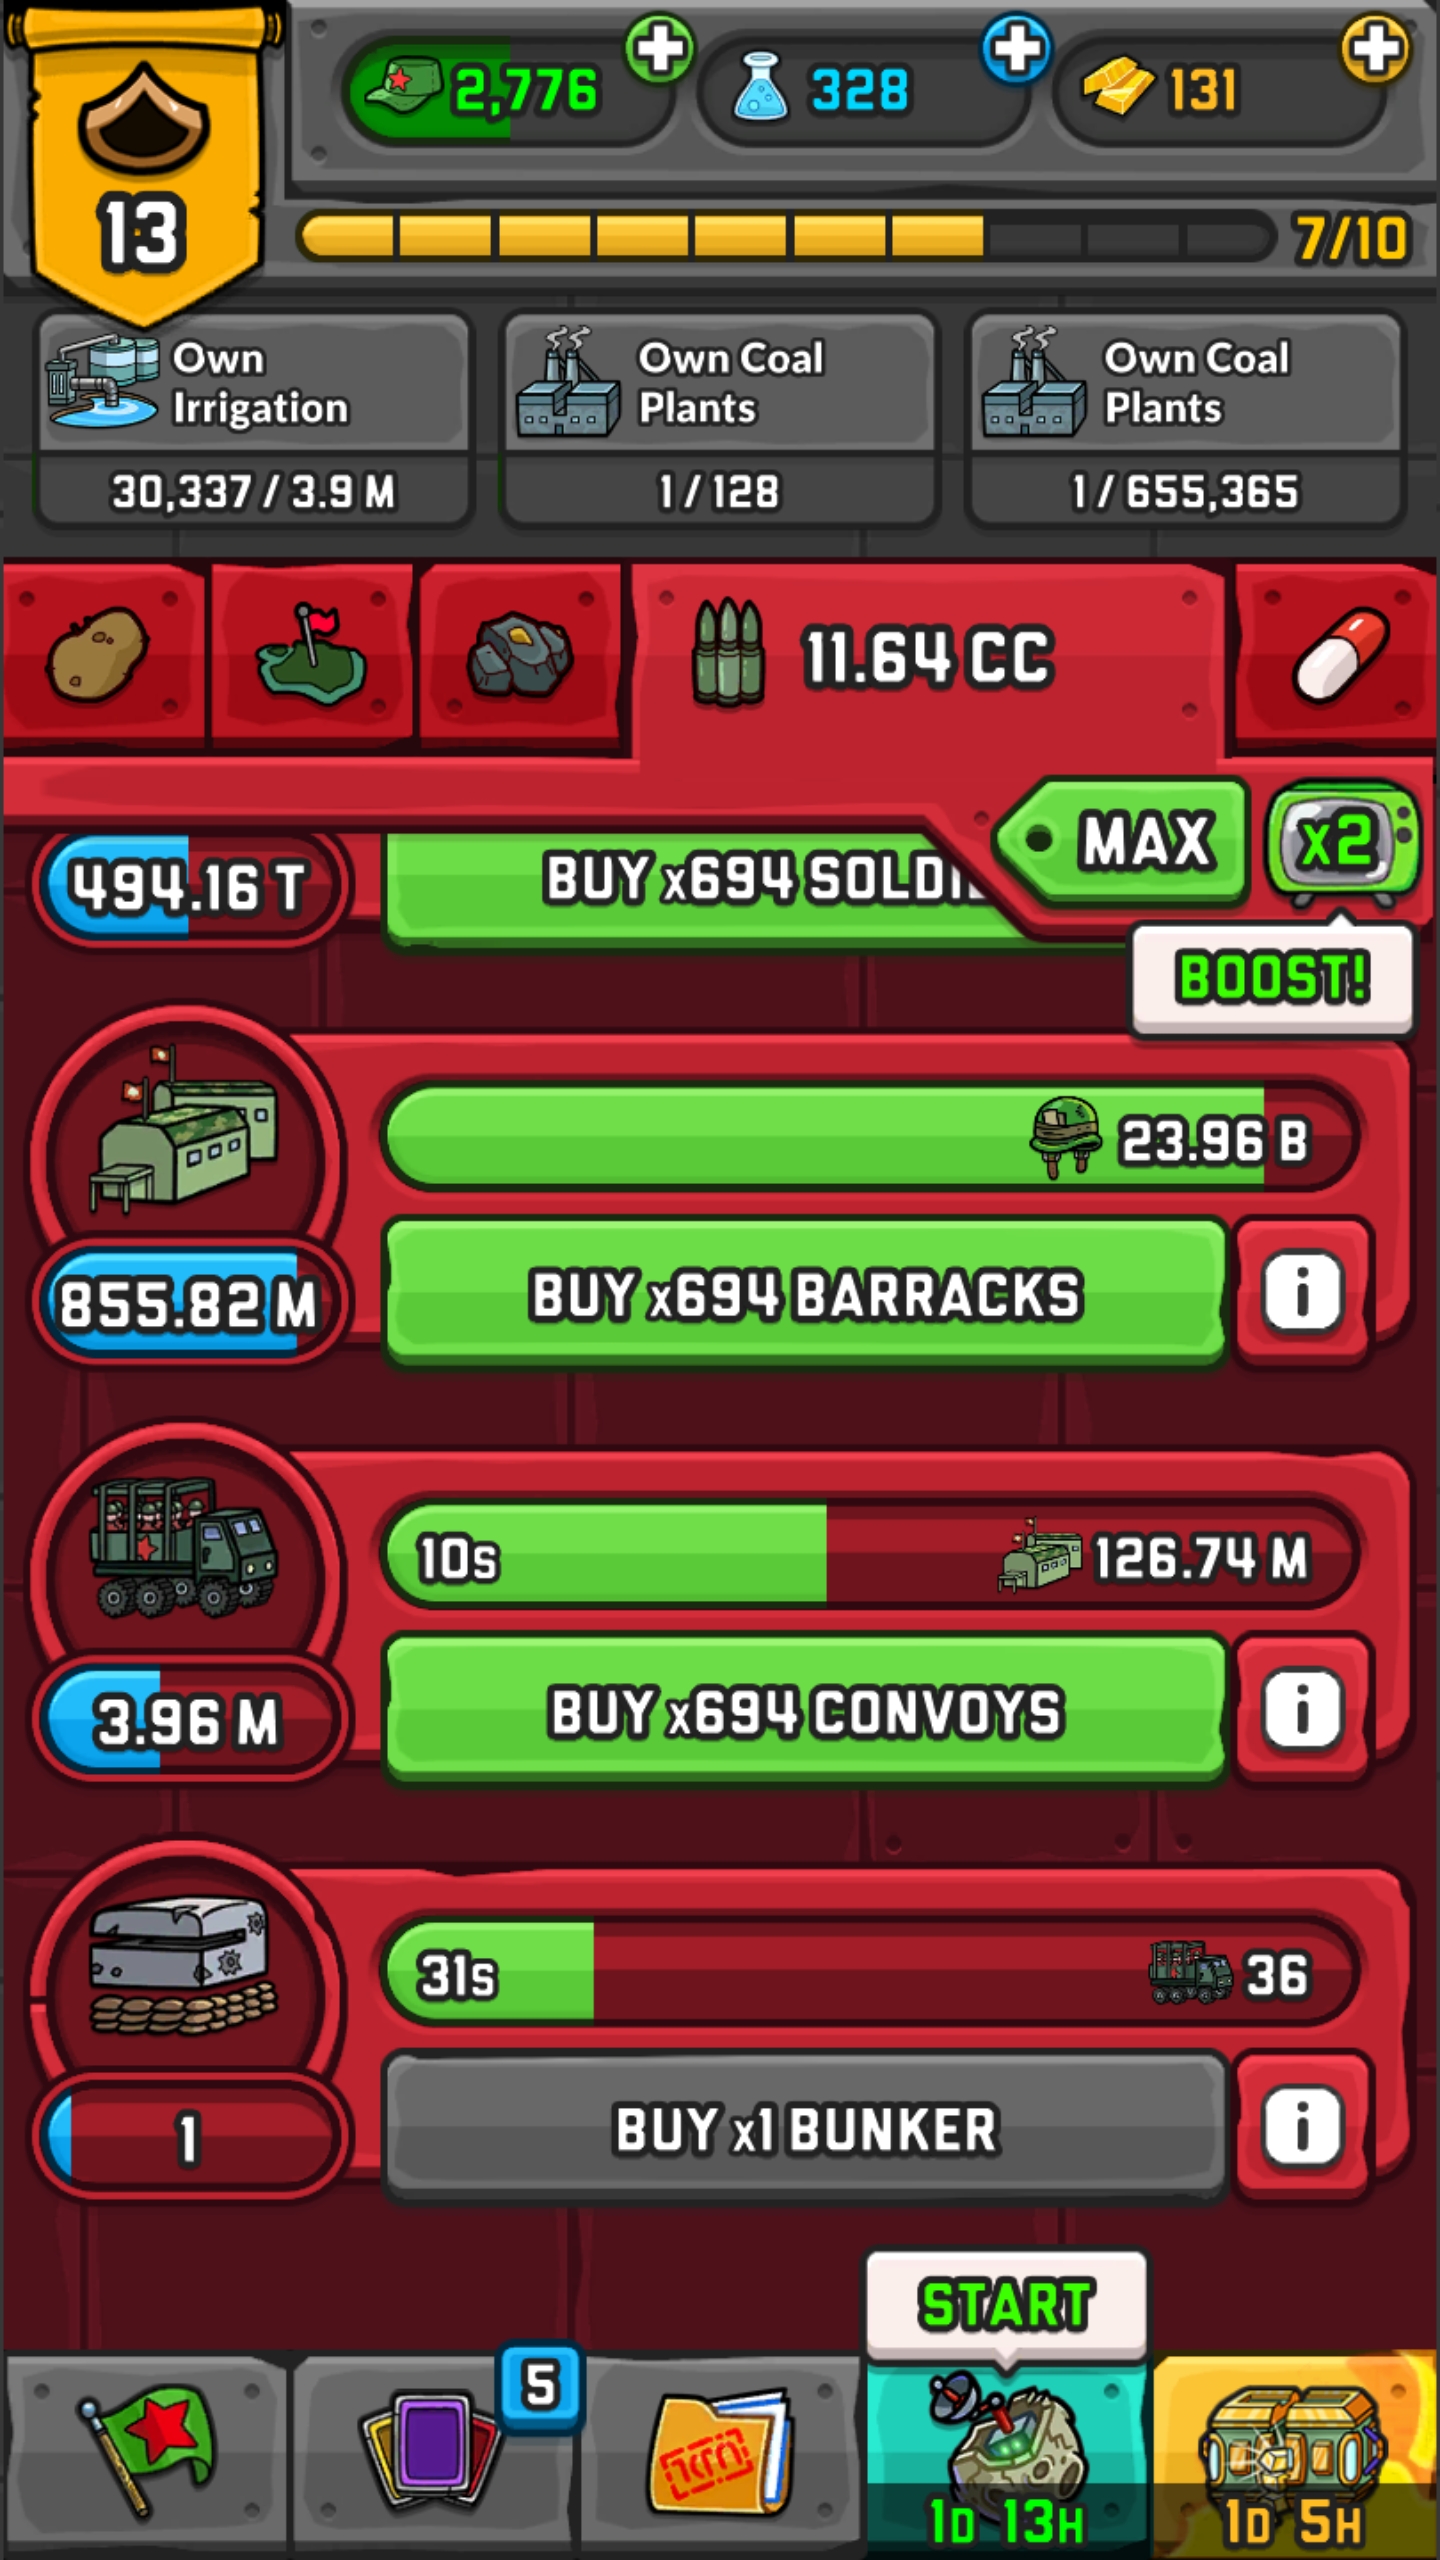 2,776
328
131
13
7/10
Own
Irrigation
30,337 / 3.9 M
Own Coal
Plants
1 / 128
Own Coal
Plants
1 / 655,365
11.64 CC
MAX
x2
BOOST!
494.16 T
BUY x694 SOLDI
23.96 B
855.82 M
BUY x694 BARRACKS
i
10s
126.74 M
3.96 M
BUY x694 CONVOYS
i
31s
36
1
BUY x1 BUNKER
i
START
5
1D 13H
1D 5H